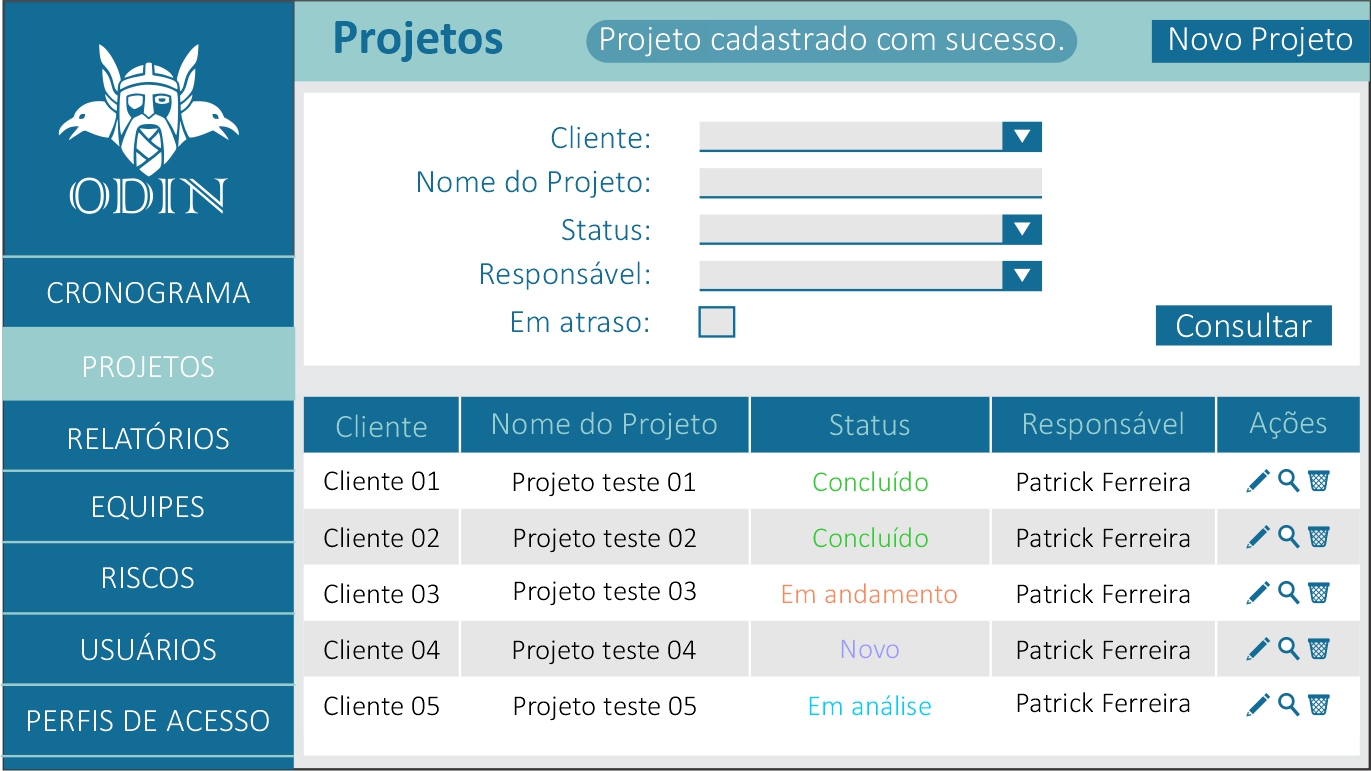 ODIN
CRONOGRAMA
PROJETOS
RELATÓRIOS
EQUIPES
RISCOS
USUÁRIOS
PERFIS DE ACESSO
Projetos
Projeto cadastrado com sucesso.
Novo Projeto
Cliente:
Nome do Projeto:
Status:
Responsável:
Em atraso:
Consultar
Cliente Nome do Projeto Status Responsável Ações
Cliente 01 Projeto teste 01 Concluído Patrick Ferreira
Cliente 02 Projeto teste 02 Concluído Patrick Ferreira
Cliente 03 Projeto teste 03 Em andamento Patrick Ferreira
Cliente 04 Projeto teste 04 Novo Patrick Ferreira
Cliente 05 Projeto teste 05 Em análise Patrick Ferreira